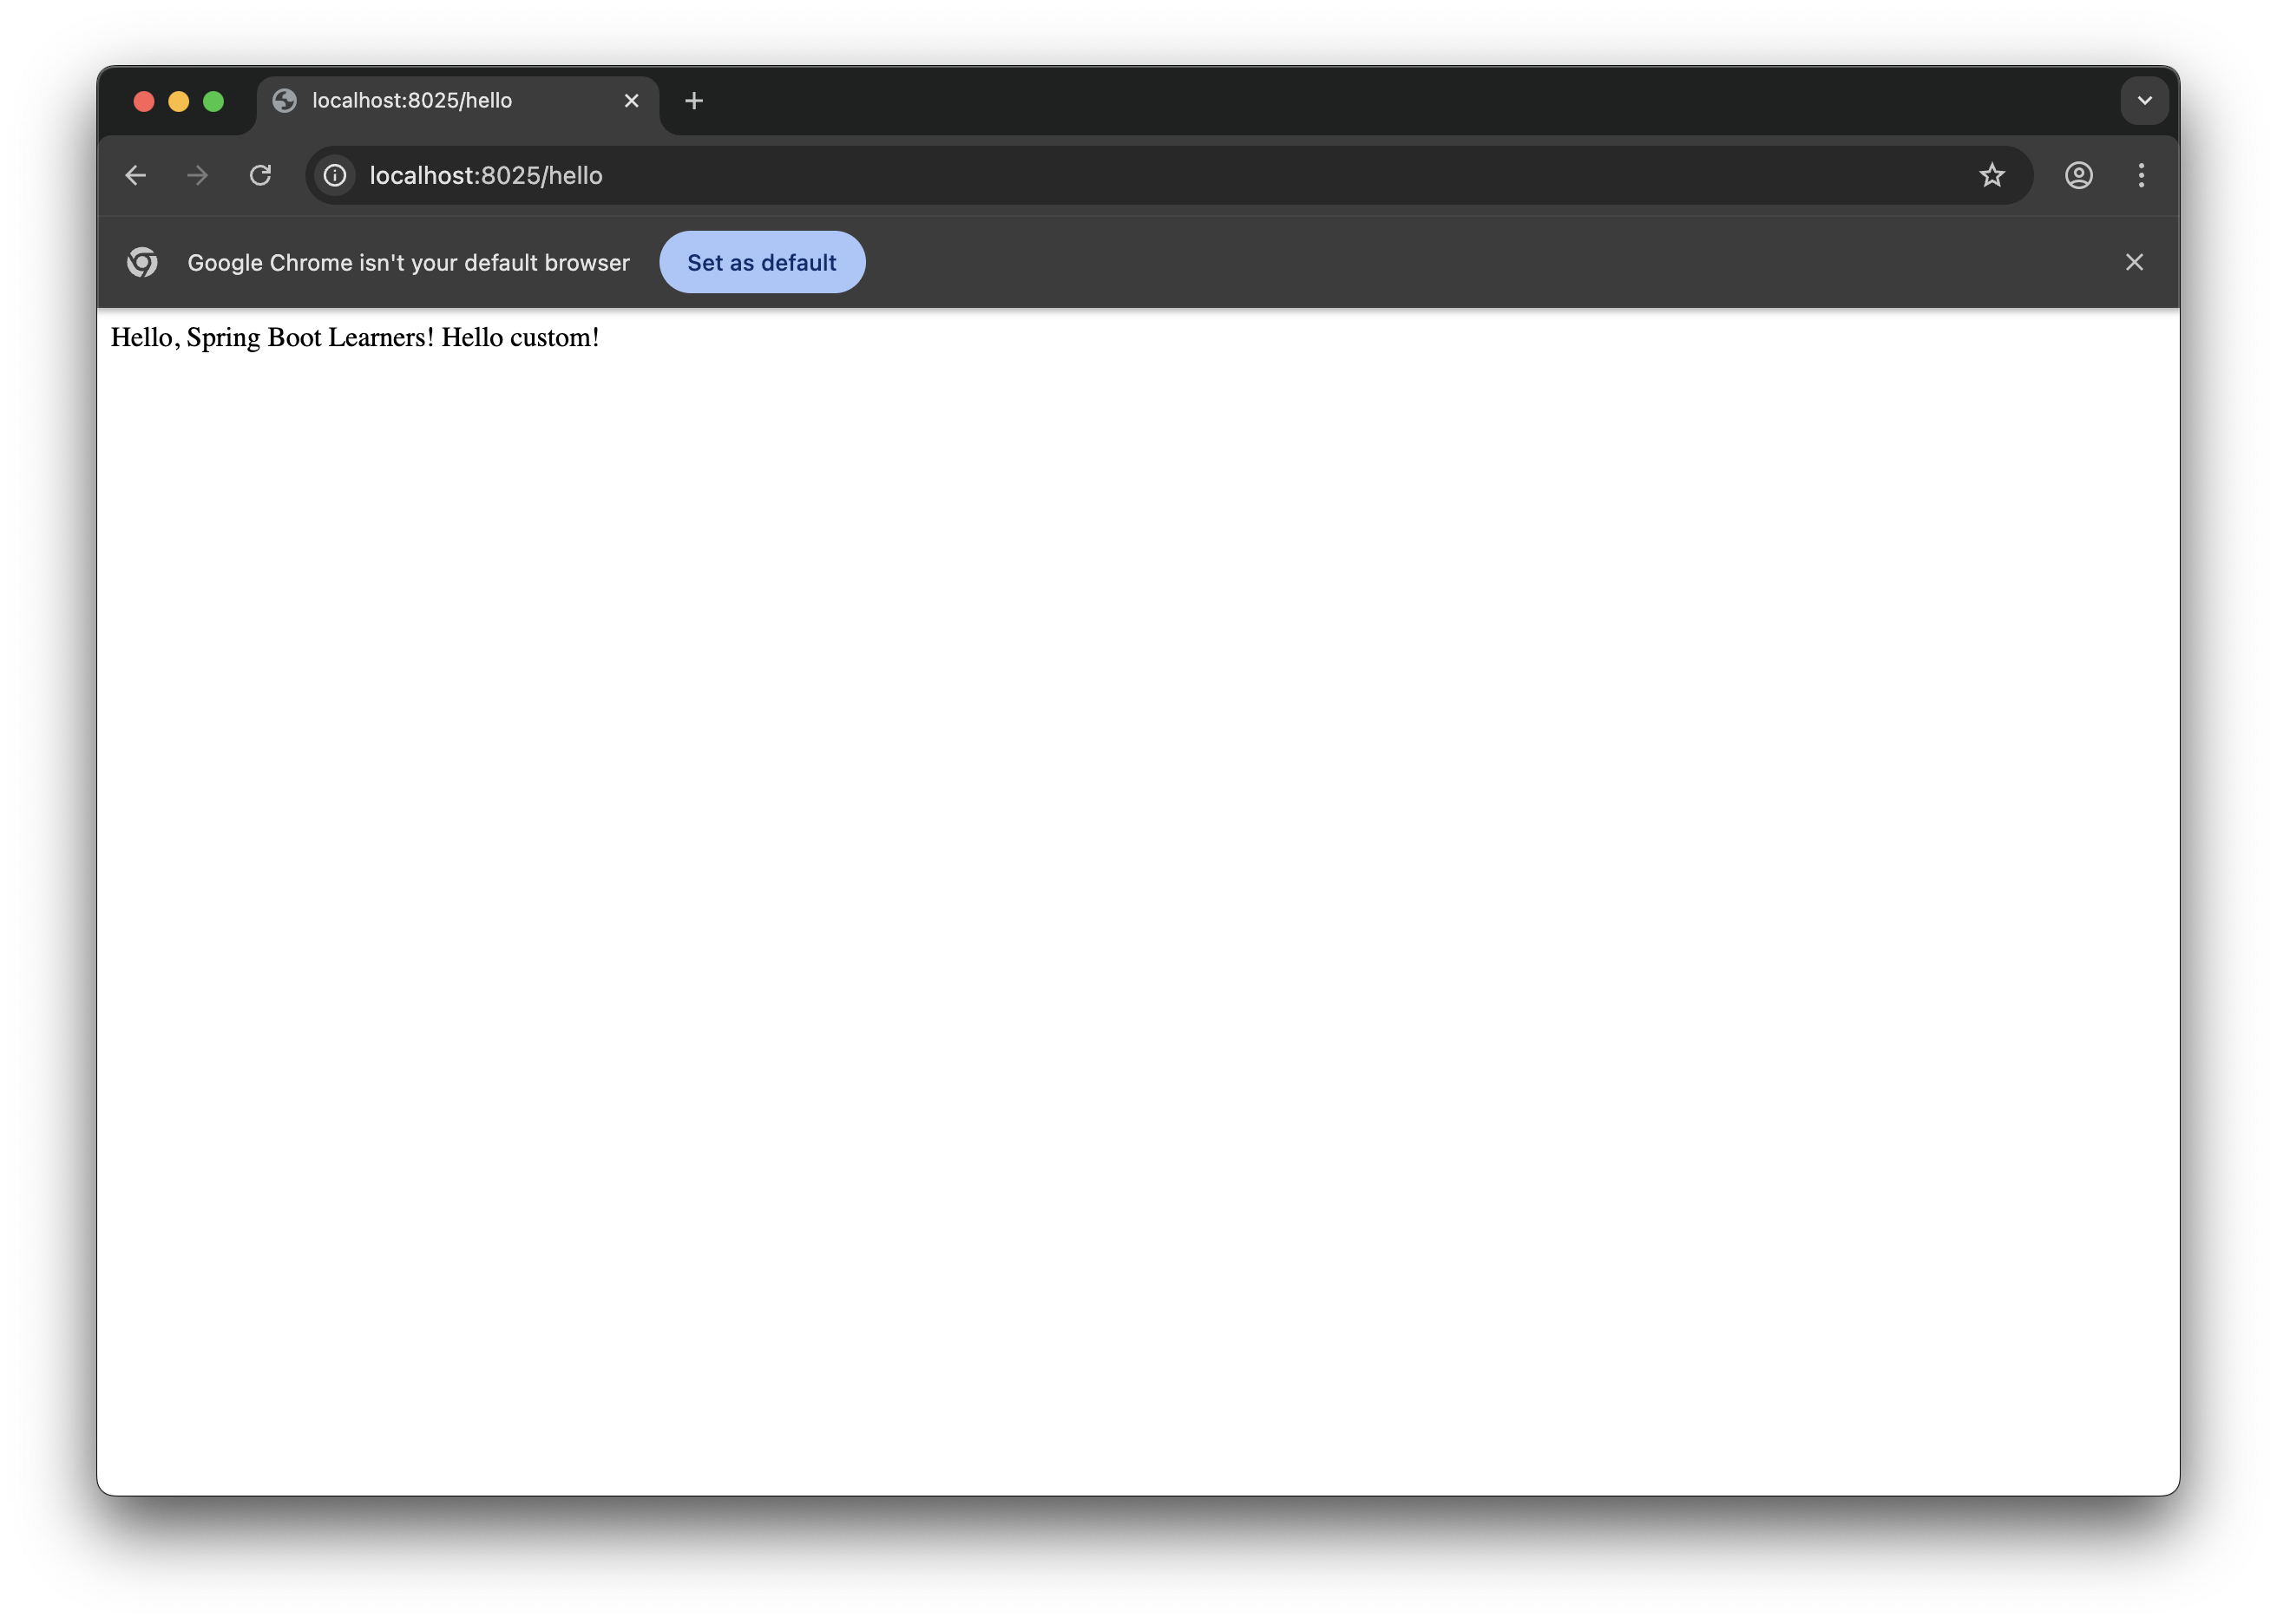 localhost:8025/hello
localhost:8025/hello
Google Chrome isn't your default browser Set as default
Hello, Spring Boot Learners! Hello custom!